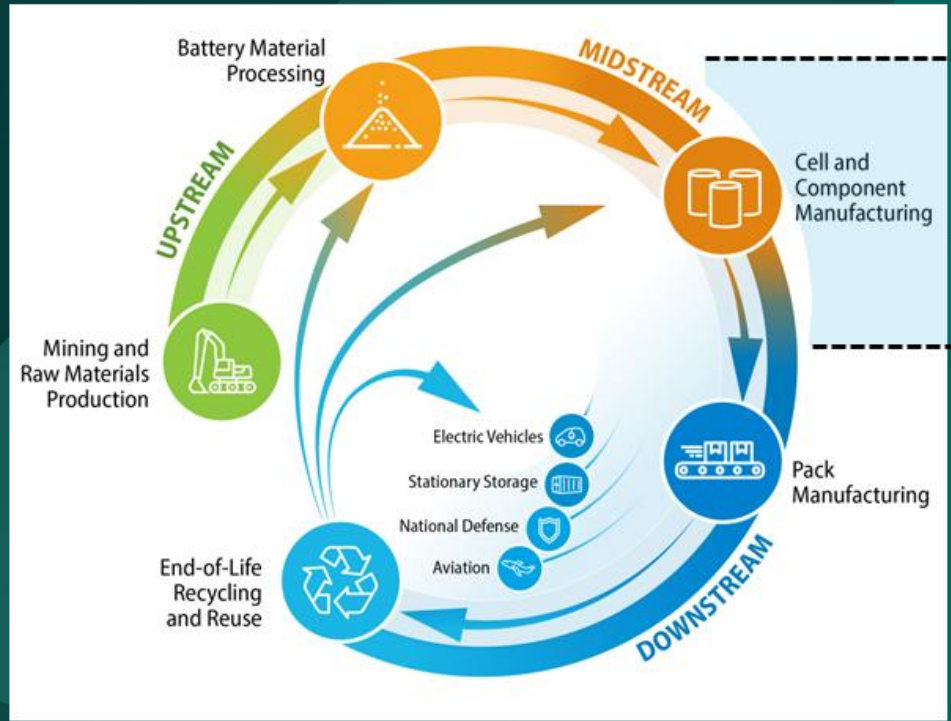 Battery Material
Processing
MIDSTREAM
UPSTREAM
Cell and
Component
Manufacturing
Mining and
Raw Materials
Production
Electric Vehicles
Stationary Storage
National Defense
Aviation
Pack
Manufacturing
End-of-Life
Recycling
and Reuse
DOWNSTREAM